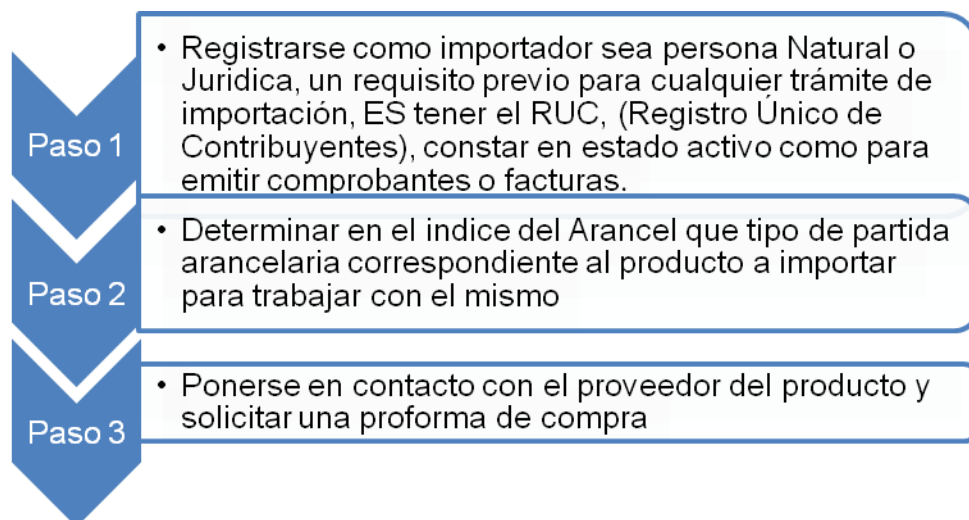 Paso 1
• Registrarse como importador sea persona Natural o
Juridica, un requisito previo para cualquier trámite de
importación, ES tener el RUC, (Registro Único de
Contribuyentes), constar en estado activo como para
emitir comprobantes o facturas.
Paso 2
• Determinar en el indice del Arancel que tipo de partida
arancelaria correspondiente al producto a importar
para trabajar con el mismo
Paso 3
• Ponerse en contacto con el proveedor del producto y
solicitar una proforma de compra